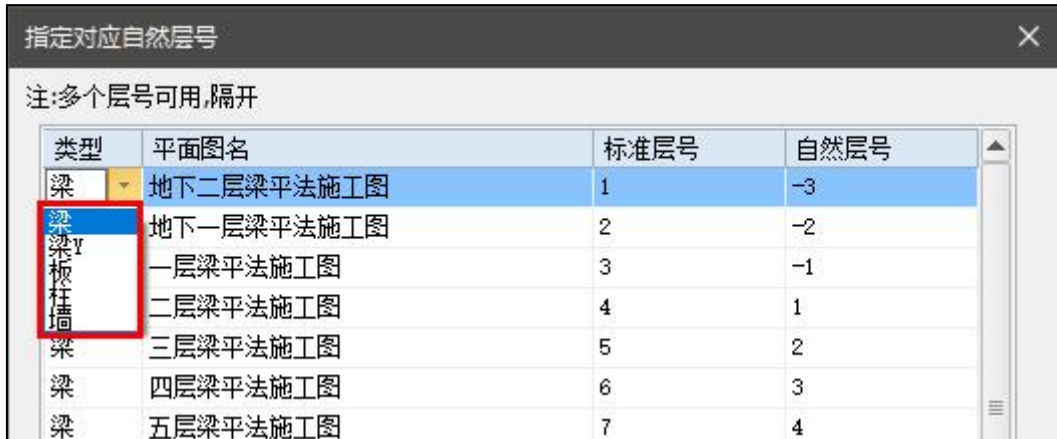 指定对应自然层号
注:多个层号可用,隔开
类型 平面图名 标准层号 自然层号
梁 地下二层梁平法施工图 1 -3
梁 地下一层梁平法施工图 2 -2
梁Y
板 一层梁平法施工图 3 -1
柱 二层梁平法施工图 4 1
墙
梁 三层梁平法施工图 5 2
梁 四层梁平法施工图 6 3
梁 五层梁平法施工图 7 4